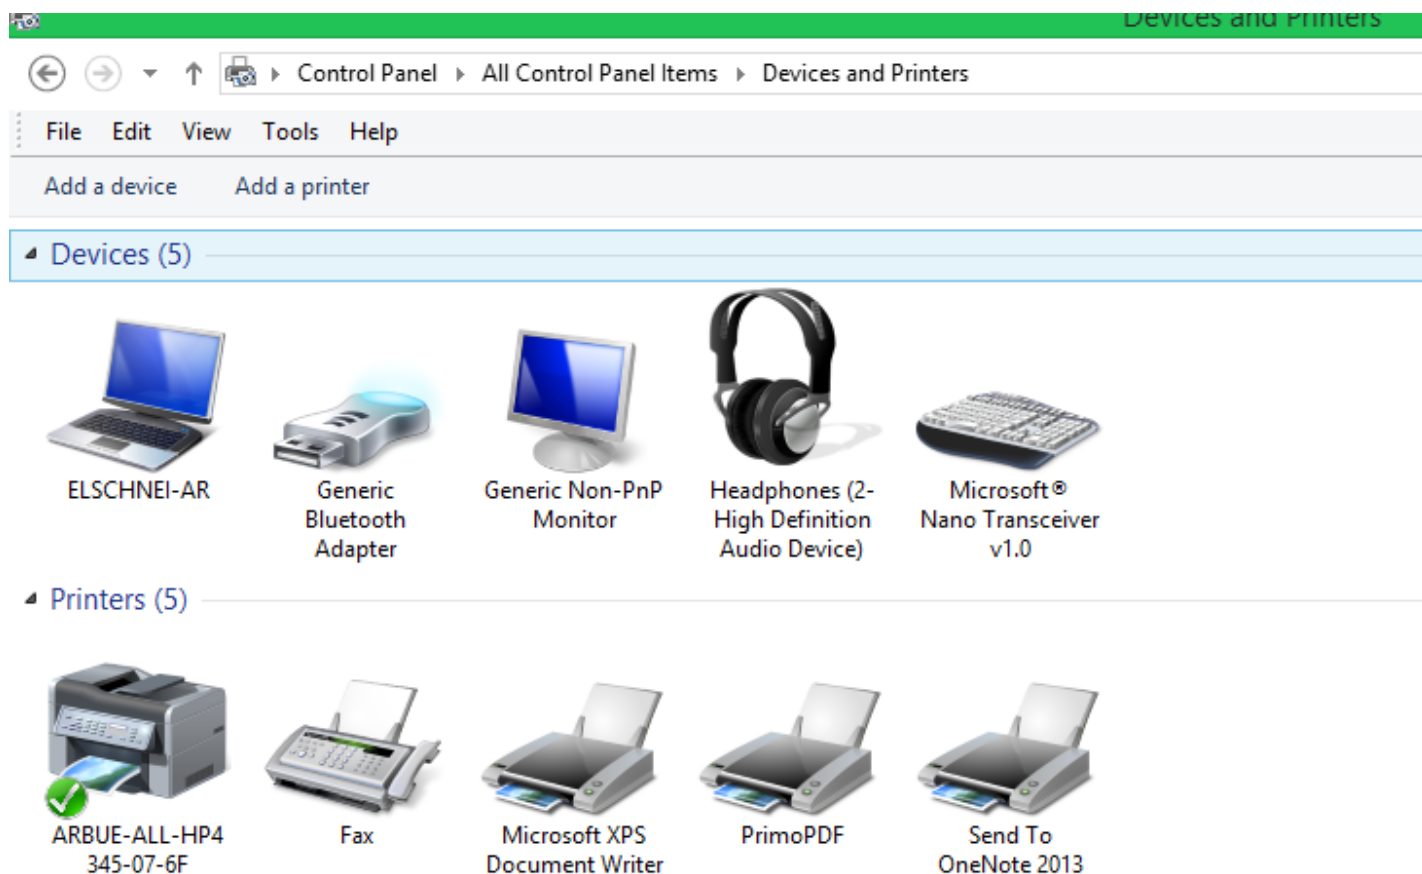 Devices and Printers
Control Panel All Control Panel Items Devices and Printers
File Edit View Tools Help
Add a device Add a printer
Devices (5)
ELSCHNEI-AR
Generic
Bluetooth
Adapter
Generic Non-PnP
Monitor
Headphones (2-
High Definition
Audio Device)
Microsoft®
Nano Transceiver
v1.0
Printers (5)
ARBUE-ALL-HP4
345-07-6F
Fax
Microsoft XPS
Document Writer
PrimoPDF
Send To
OneNote 2013